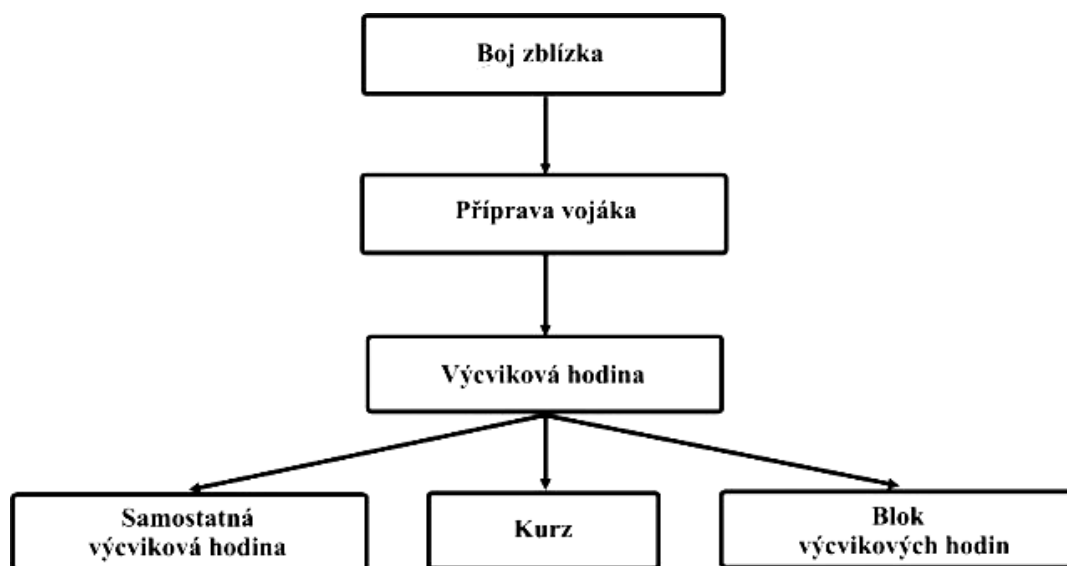 Boj zblízka
Příprava vojáka
Výcviková hodina
Samostatná
výcviková hodina
Kurz
Blok
výcvikových hodin